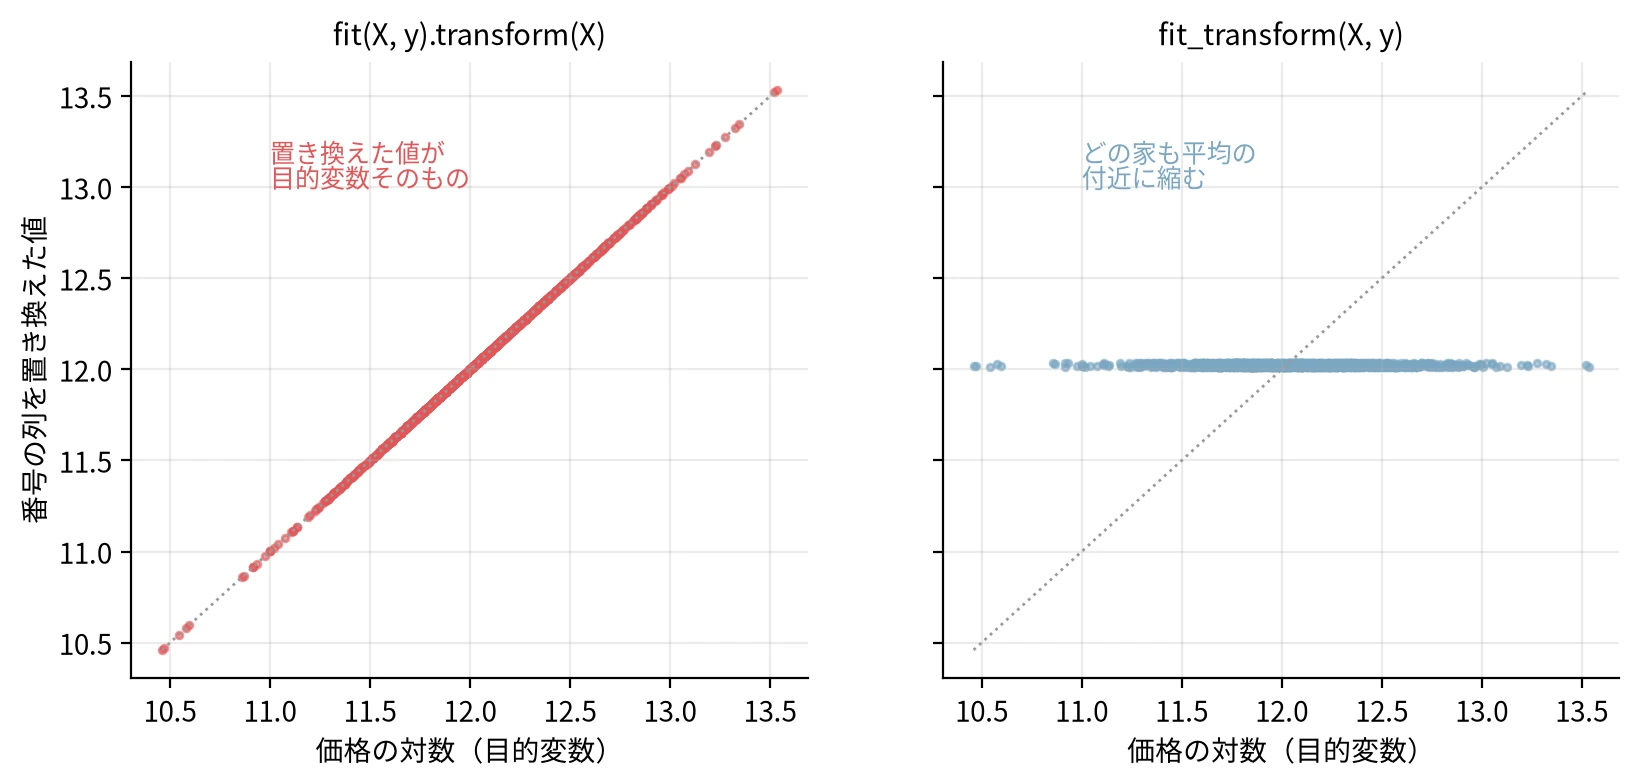 fit(X, y).transform(X)
置き換えた値が
目的変数そのもの
番号の列を置き換えた値
13.5
13.0
12.5
12.0
11.5
11.0
10.5
10.5 11.0 11.5 12.0 12.5 13.0 13.5
価格の対数（目的変数）
fit_transform(X, y)
どの家も平均の
付近に縮む
10.5 11.0 11.5 12.0 12.5 13.0 13.5
価格の対数（目的変数）